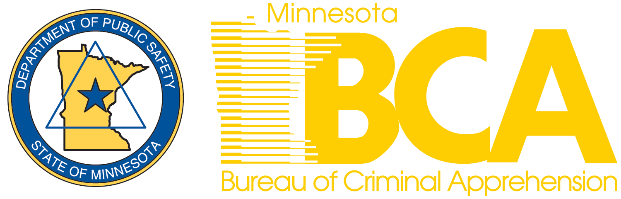 DEPARTMENT OF PUBLIC SAFETY
STATE OF MINNESOTA
Minnesota
BCA
Bureau of Criminal Apprehension